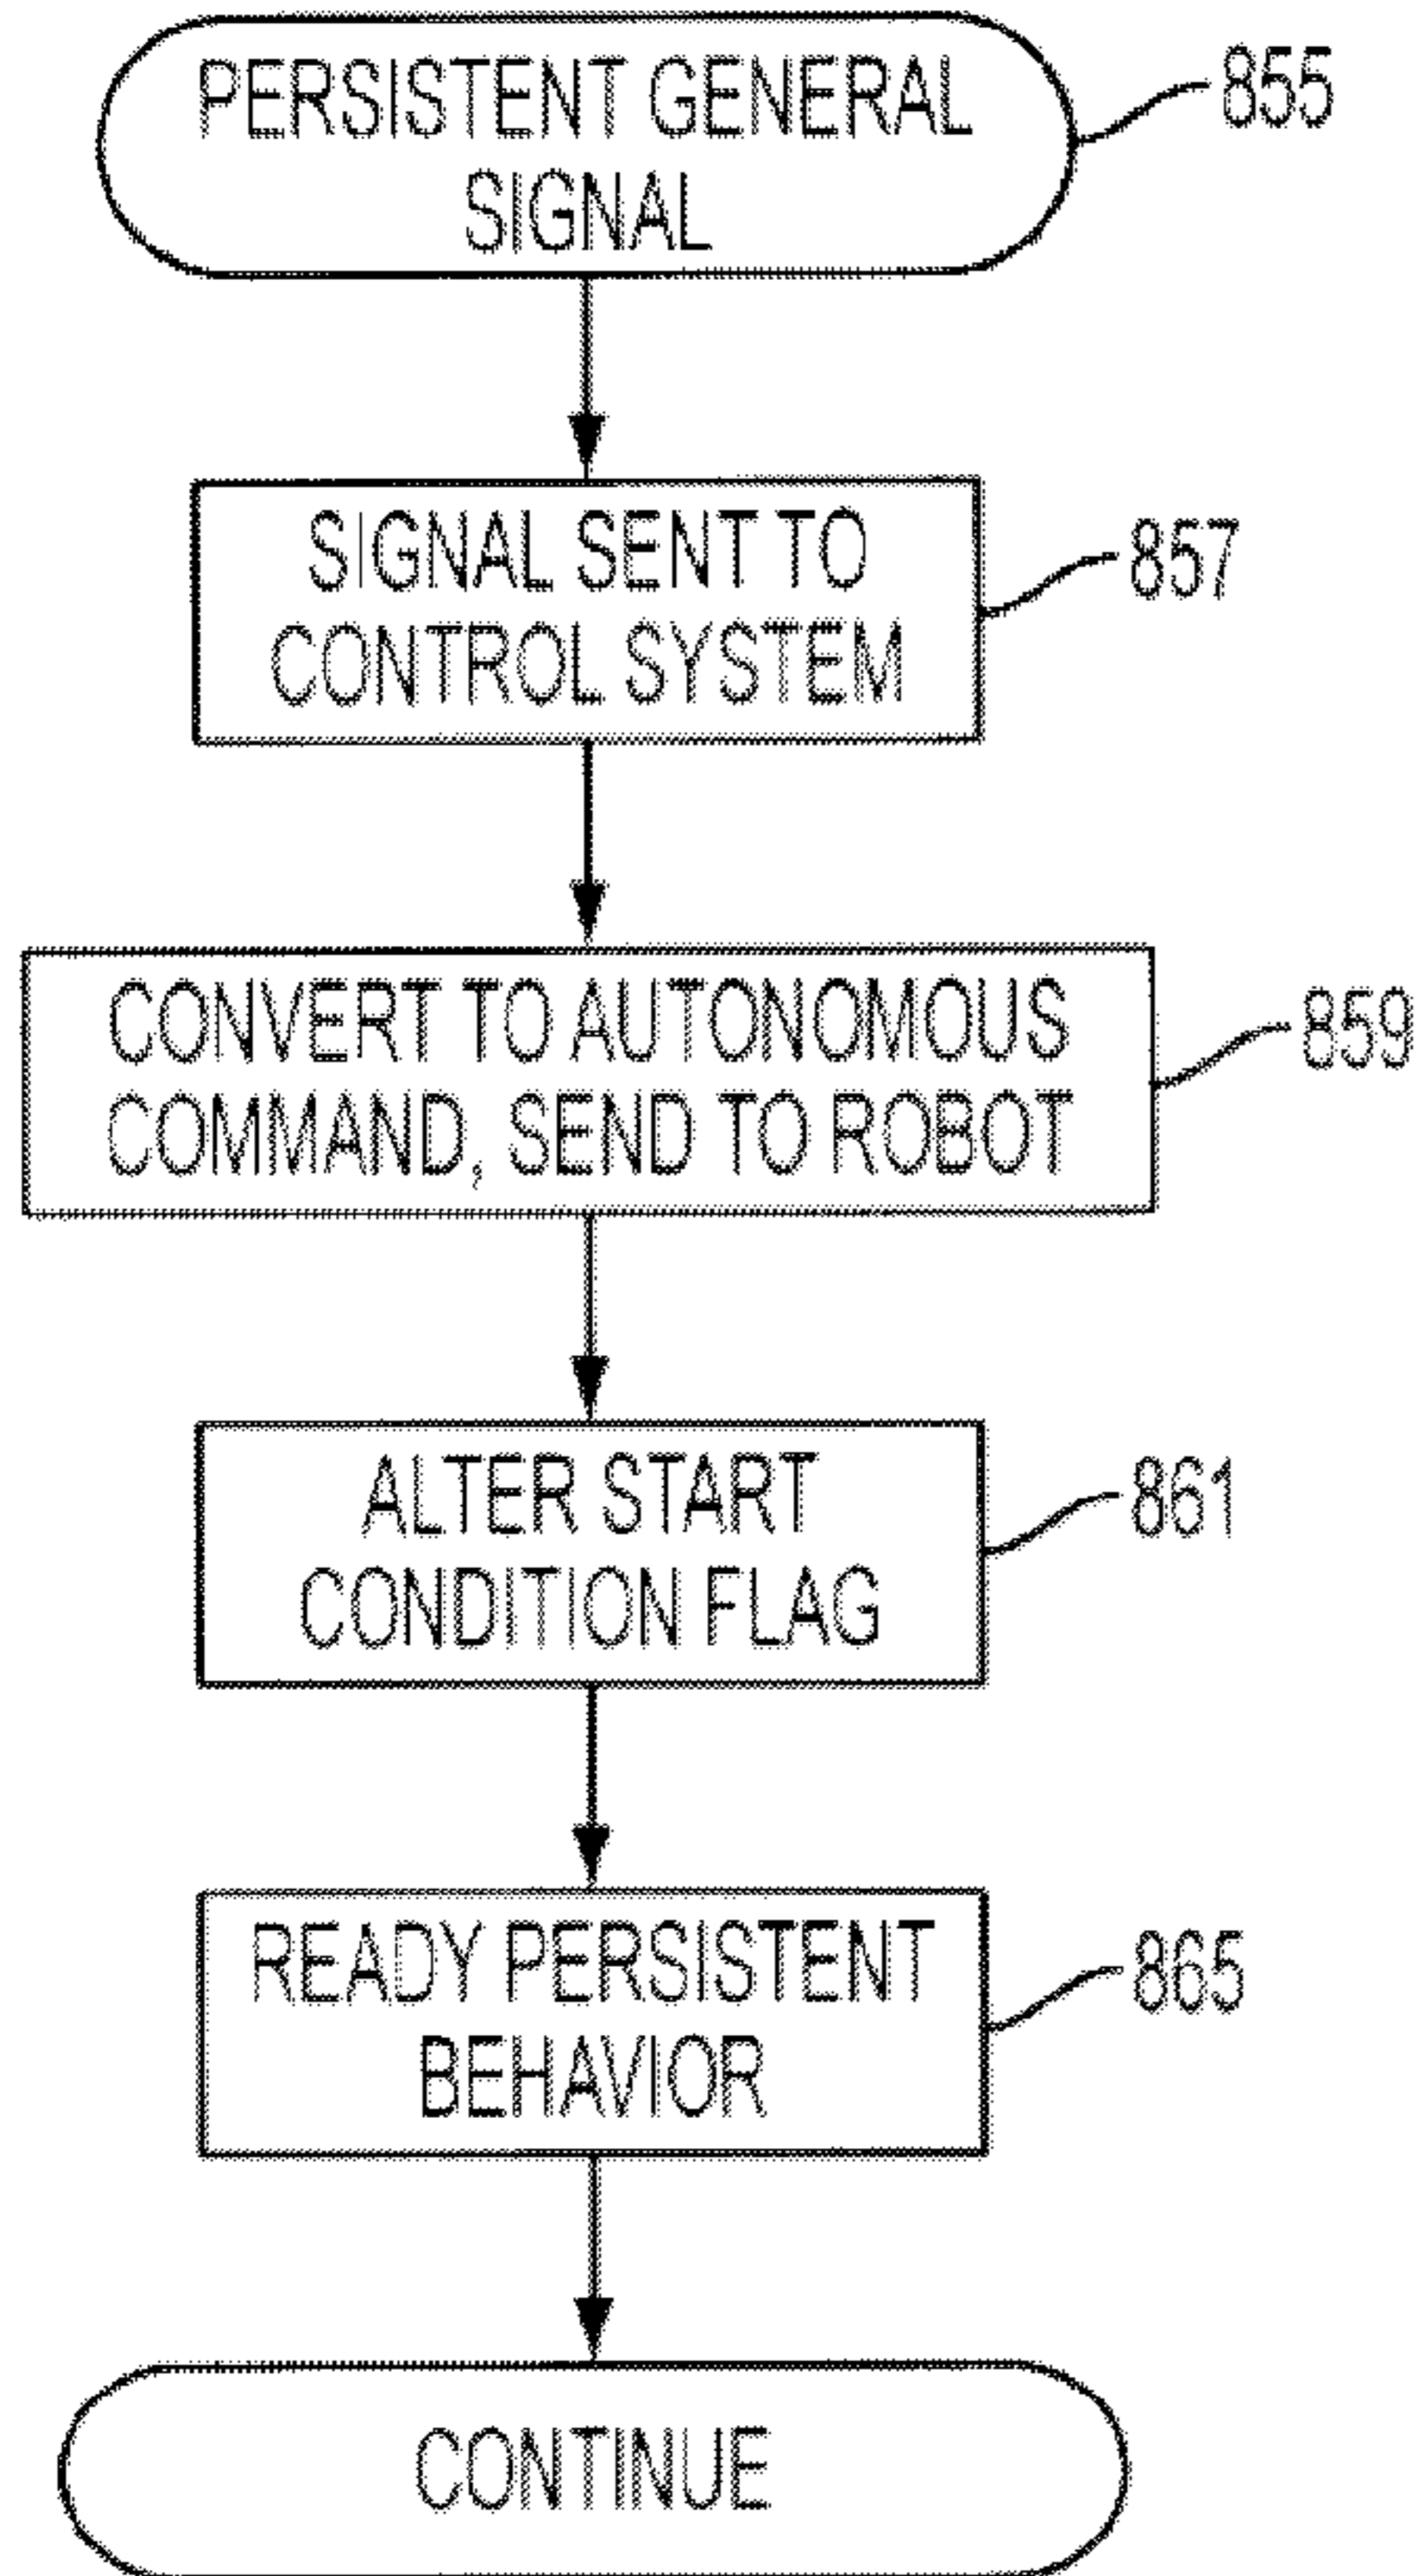 PERSISTENT GENERAL
SIGNAL
855
SIGNAL SENT TO
CONTROL SYSTEM
857
CONVERT TO AUTONOMOUS
COMMAND, SEND TO ROBOT
859
ALTER START
CONDITION FLAG
861
READY PERSISTENT
BEHAVIOR
865
CONTINUE